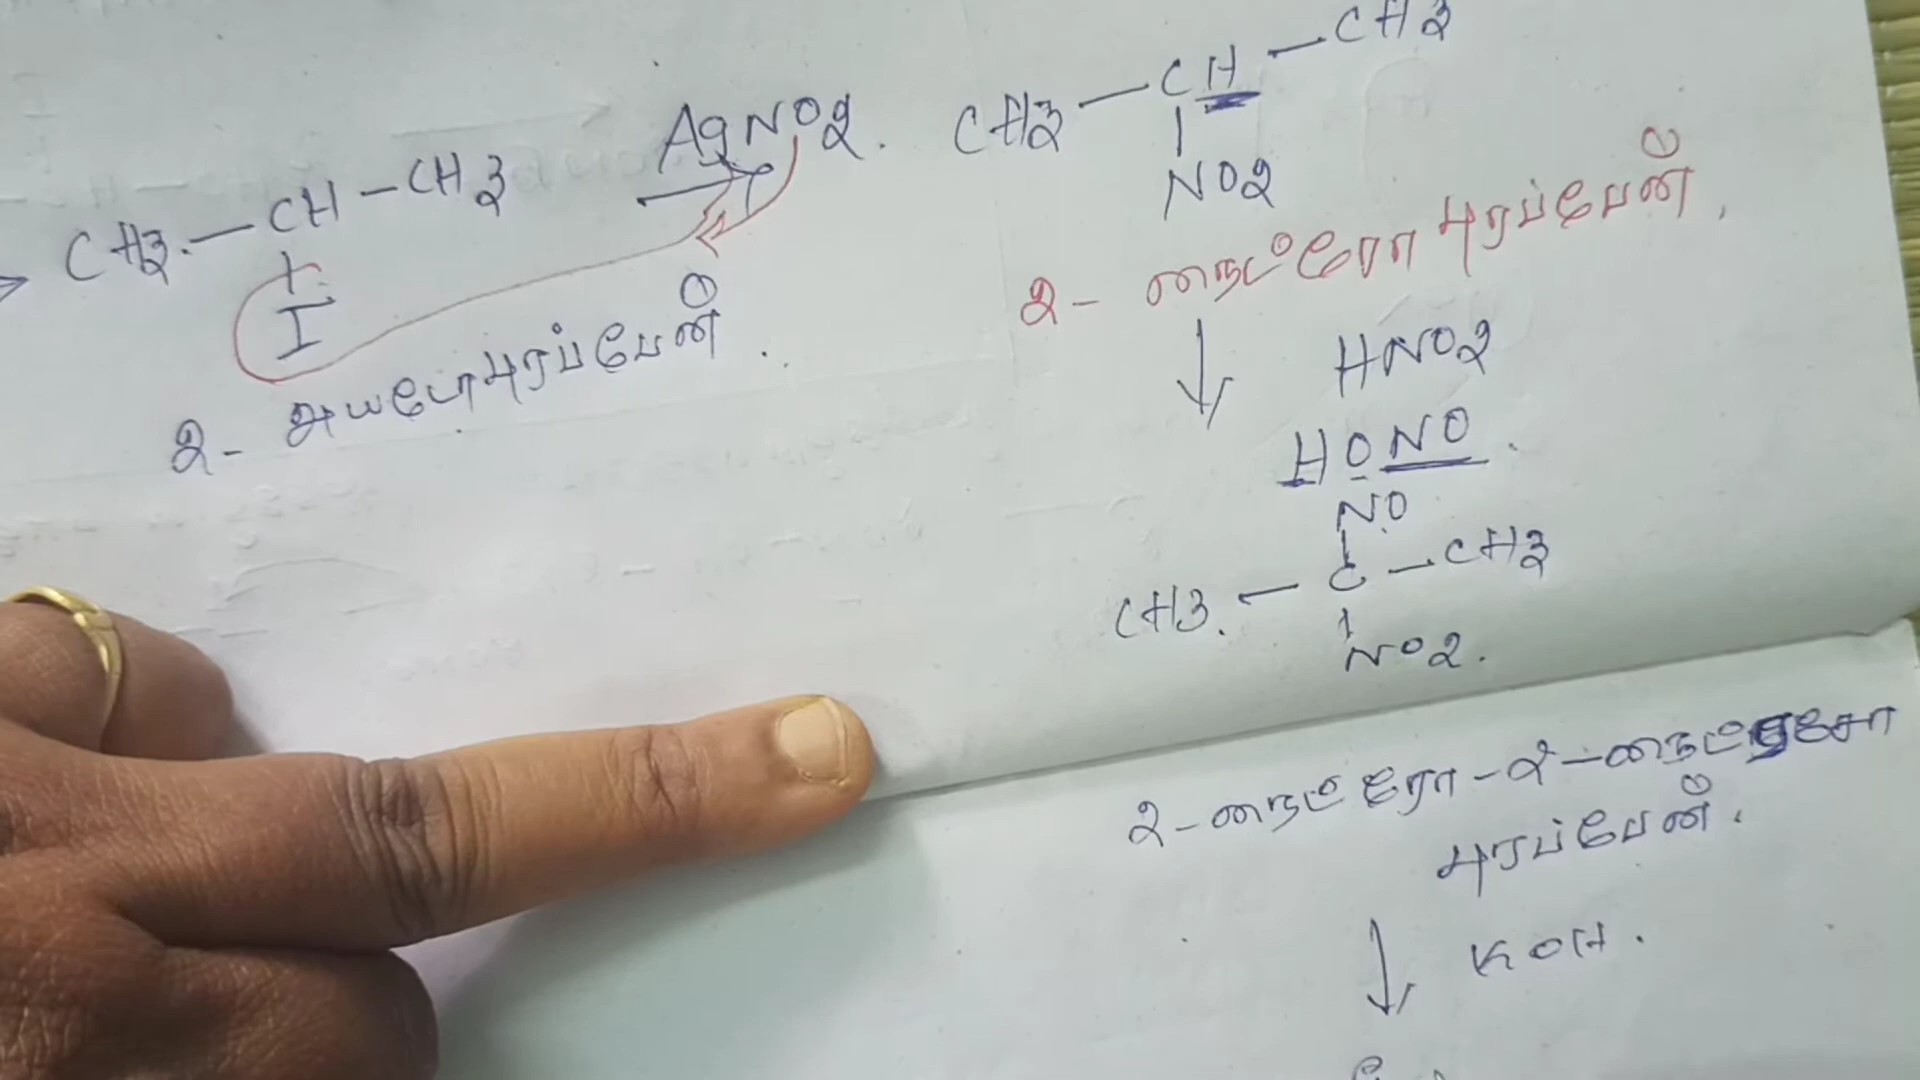 CH3. — CH — CH3
I
AgNO2.
2 - அயடோபுரப்பேன் .
CH3 — CH — CH3
NO2
2 - நைட்ரோ புரப்பேன் .
HNO2
HONO .
NO
CH3. — C — CH3
NO2.
2 - நைட்ரோ - 2 - நைட்ரசோ
புரப்பேன் .
KOH .